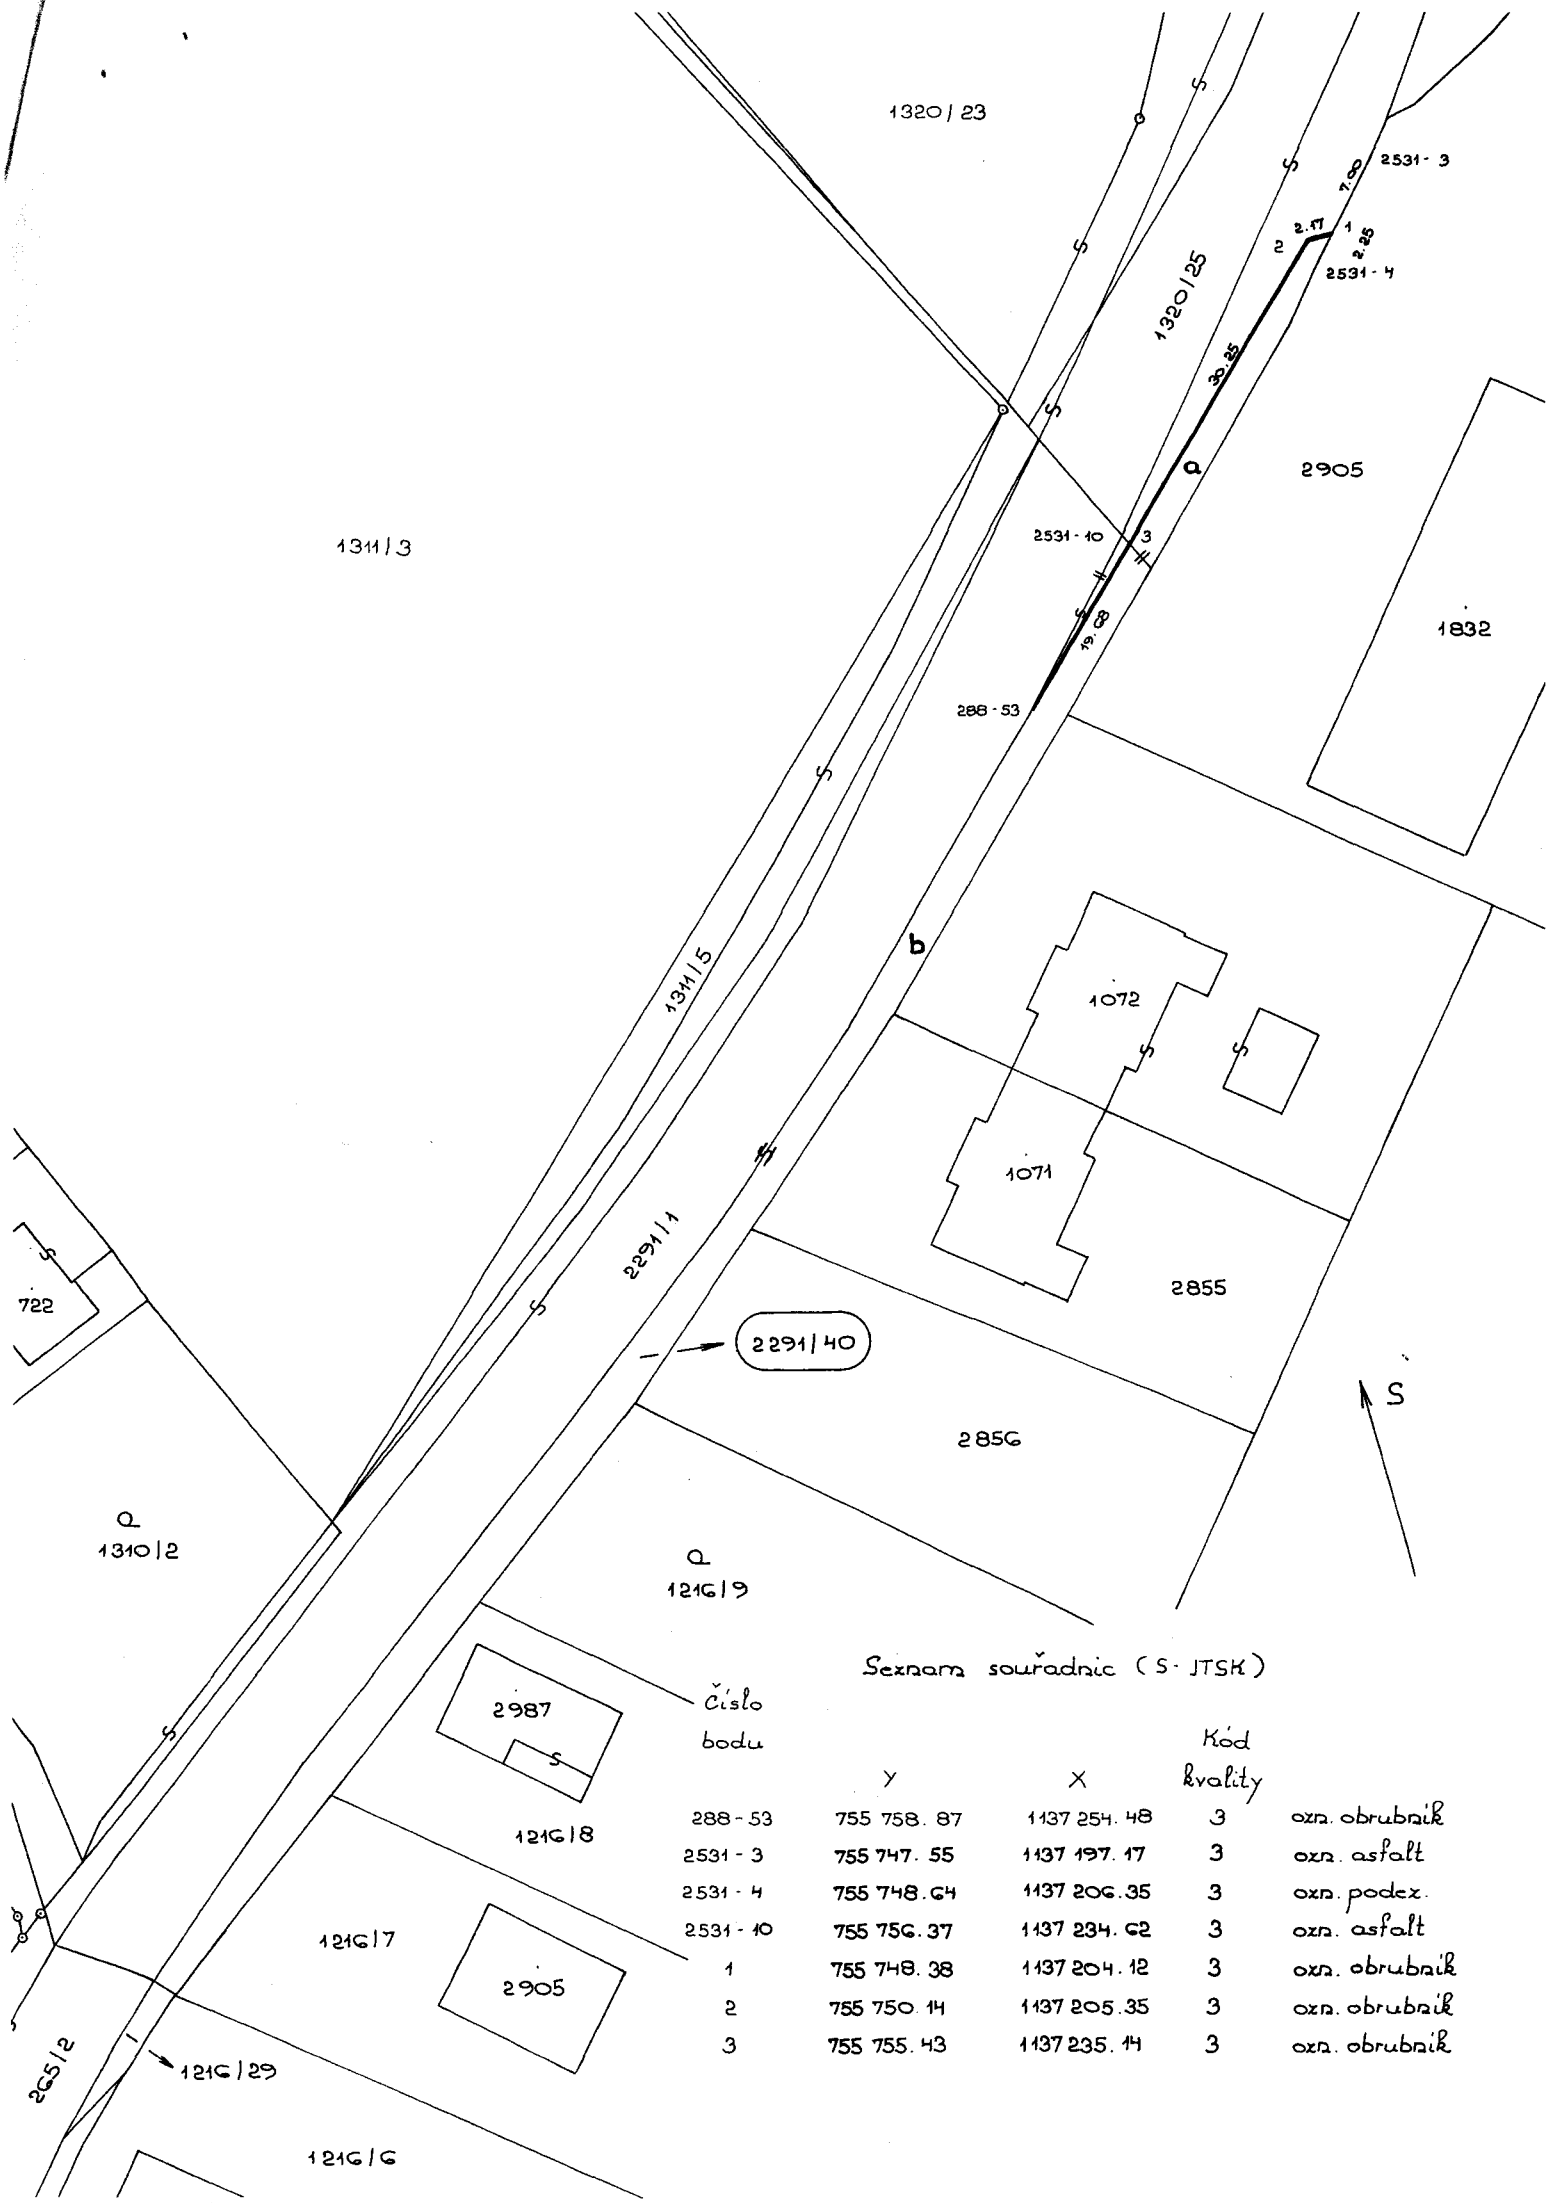 1320/23
2531-3
7.00
2.17
1
2
2.25
2531-4
1320/25
30.25
a
2905
1311/3
2531-10
3
19.68
1832
288-53
b
1311/5
1072
1071
2291/1
722
2855
2291/40
S
2856
1310/2
1216/9
Seznam souřadnic (S-JTSK)
2987
číslo
bodu
Kód
Y X kvality
288-53 755 758.87 1137 254.48 3 ozn. obrubník
1216/8
2531-3 755 747.55 1137 197.17 3 ozn. asfalt
2531-4 755 748.64 1137 206.35 3 ozn. podez.
2531-10 755 756.37 1137 234.62 3 ozn. asfalt
1216/7
1 755 748.38 1137 204.12 3 ozn. obrubník
2905
2 755 750.14 1137 205.35 3 ozn. obrubník
3 755 755.43 1137 235.14 3 ozn. obrubník
265/2
1216/29
1216/6